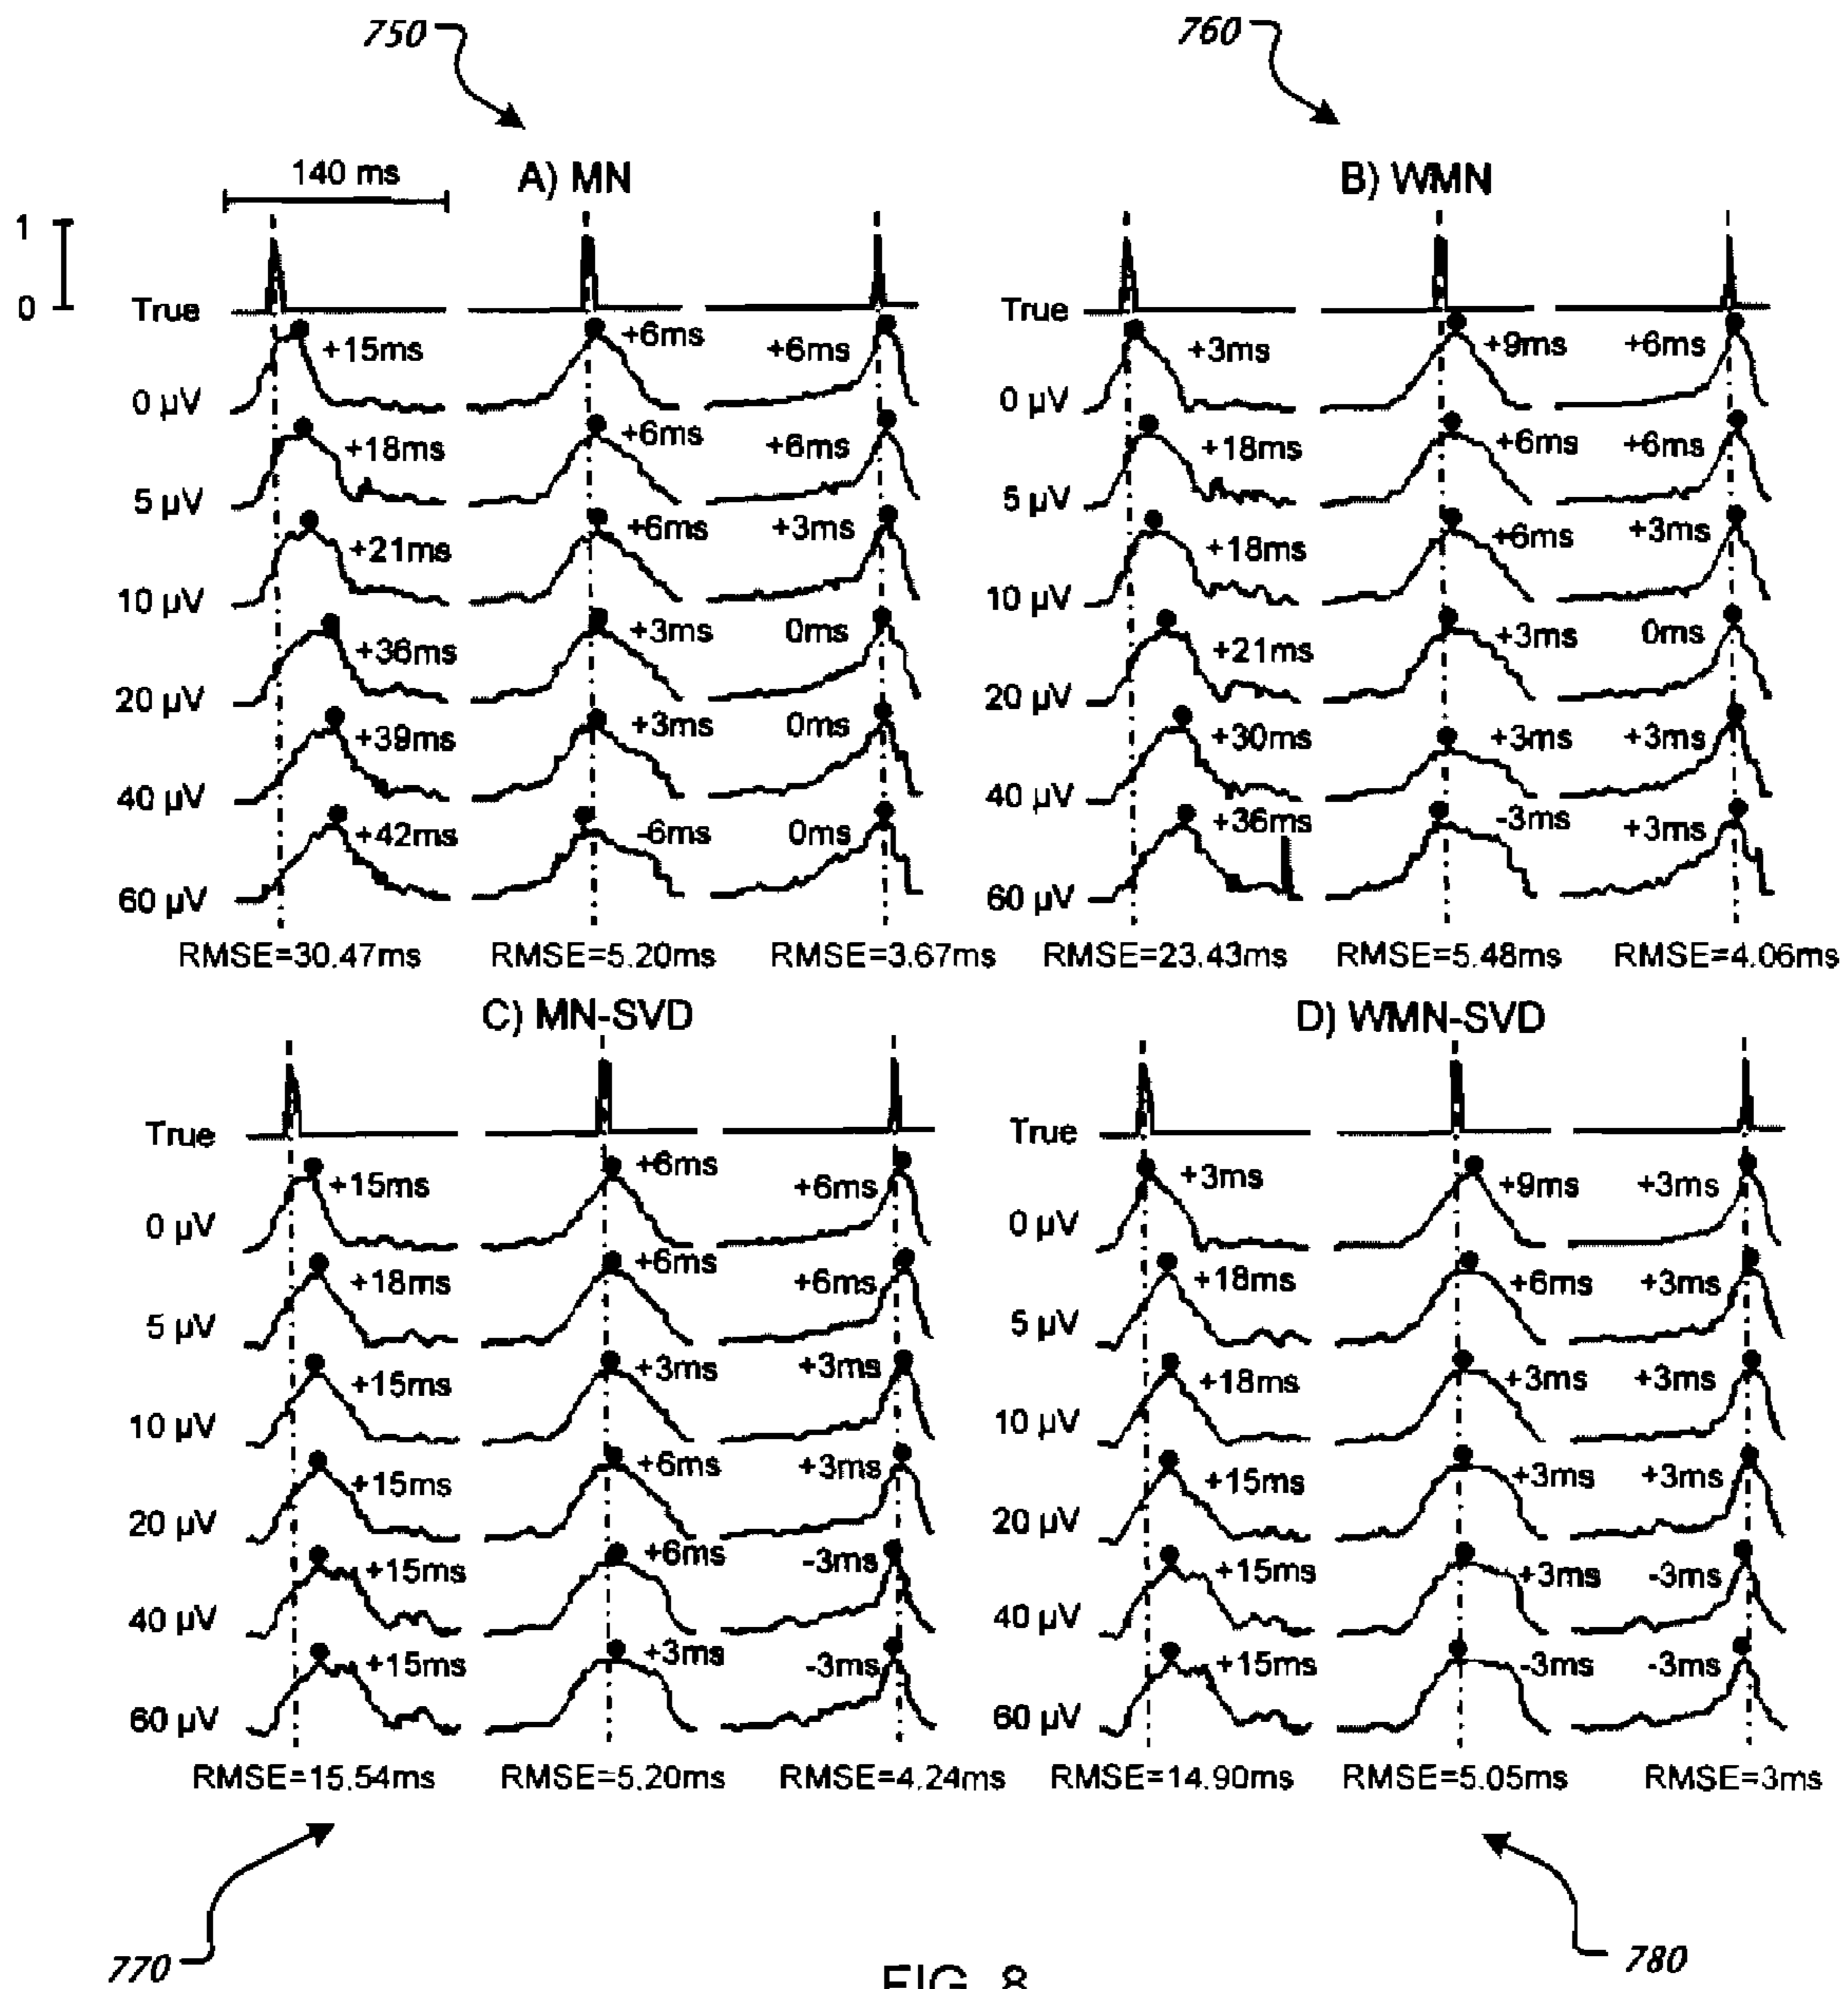 750
760
140 ms
A) MN
B) WMN
1
0
True
True
+15ms +6ms +6ms
+3ms +9ms +6ms
0 µV
0 µV
+18ms +6ms +6ms
+18ms +6ms +6ms
5 µV
5 µV
+21ms +6ms +3ms
+18ms +6ms +3ms
10 µV
10 µV
+36ms +3ms 0ms
+21ms +3ms 0ms
20 µV
20 µV
+39ms +3ms 0ms
+30ms +3ms +3ms
40 µV
40 µV
+42ms -6ms 0ms
+36ms -3ms +3ms
60 µV
60 µV
RMSE=30.47ms RMSE=5.20ms RMSE=3.67ms
RMSE=23.43ms RMSE=5.48ms RMSE=4.06ms
C) MN-SVD
D) WMN-SVD
True
True
+15ms +6ms +6ms
+3ms +9ms +3ms
0 µV
0 µV
+18ms +6ms +6ms
+18ms +6ms +3ms
5 µV
5 µV
+15ms +3ms +3ms
+18ms +3ms +3ms
10 µV
10 µV
+15ms +6ms +3ms
+15ms +3ms +3ms
20 µV
20 µV
+15ms +6ms -3ms
+15ms +3ms -3ms
40 µV
40 µV
+15ms +3ms -3ms
+15ms -3ms -3ms
60 µV
60 µV
RMSE=15.54ms RMSE=5.20ms RMSE=4.24ms
RMSE=14.90ms RMSE=5.05ms RMSE=3ms
770
780
FIG. 8